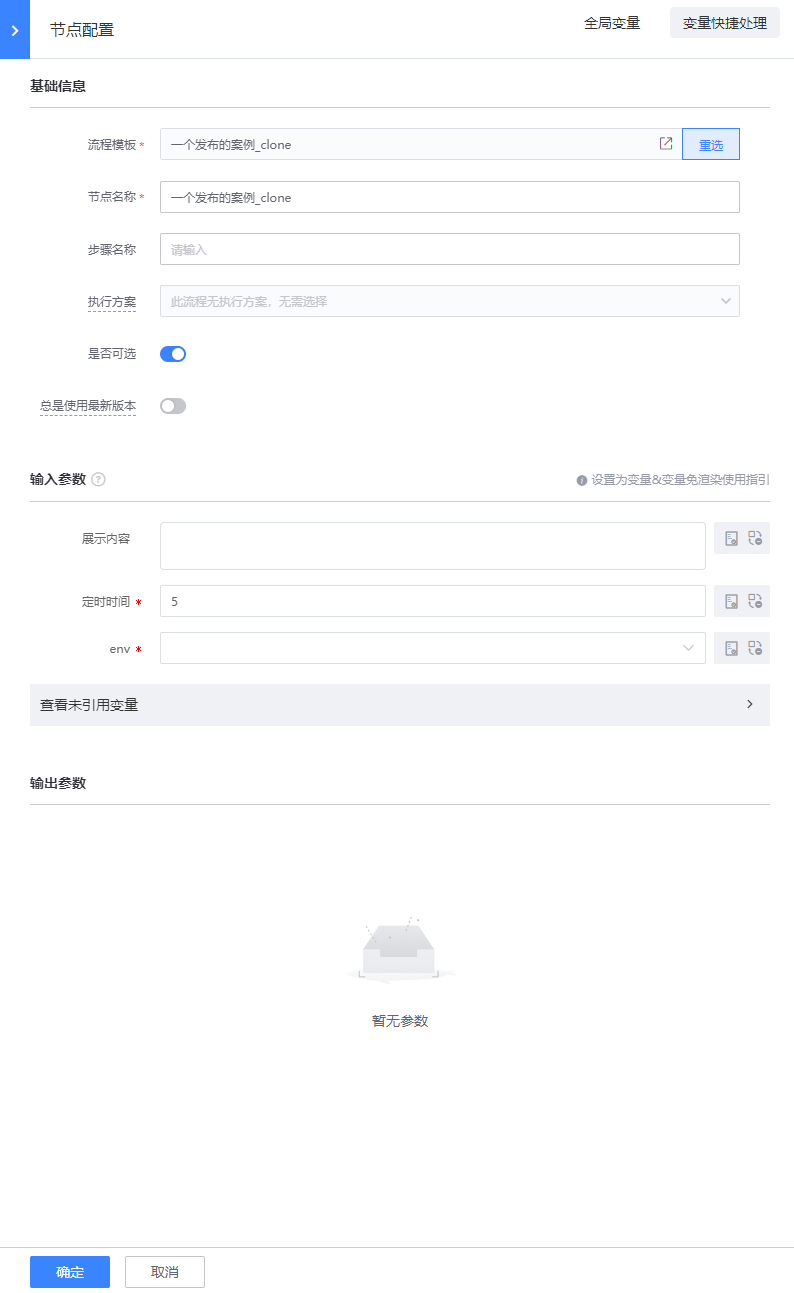 节点配置
全局变量
变量快捷处理
基础信息
流程模板 *
一个发布的案例_clone
重选
节点名称 *
一个发布的案例_clone
步骤名称
请输入
执行方案
此流程无执行方案，无需选择
是否可选
总是使用最新版本
输入参数
设置为变量&变量免渲染使用指引
展示内容
定时时间 *
5
env *
查看未引用变量
输出参数
暂无参数
确定
取消